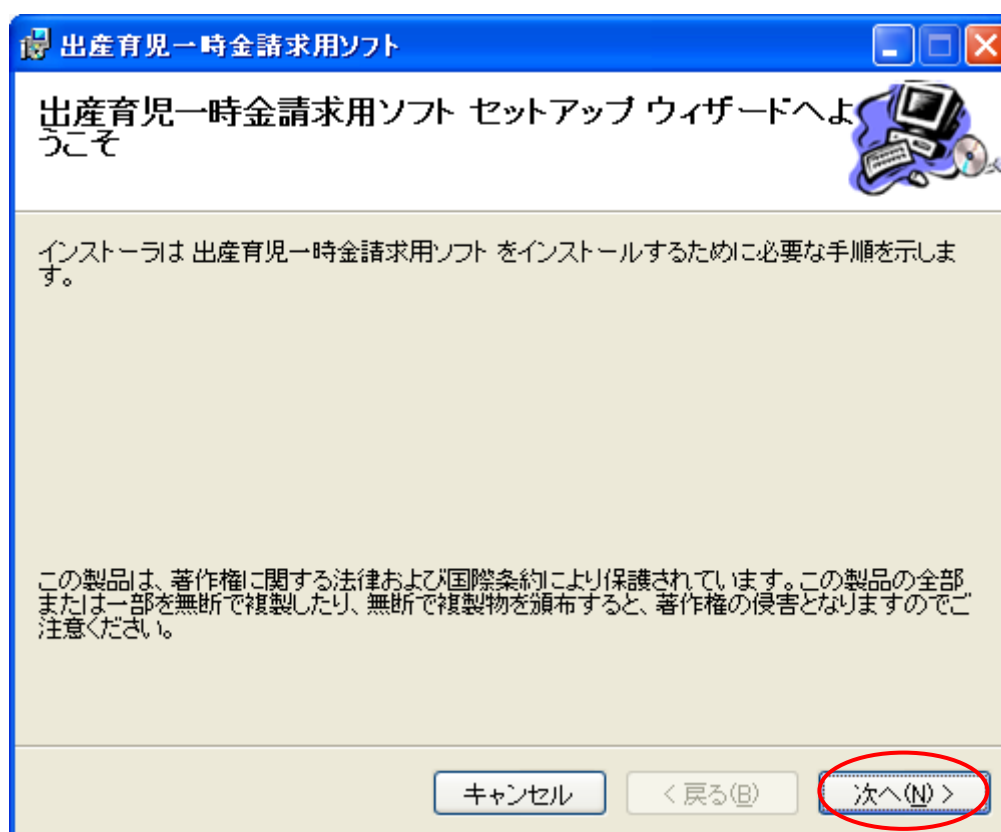 出産育児一時金請求用ソフト
出産育児一時金請求用ソフト セットアップ ウィザードへよ
うこそ
インストーラは 出産育児一時金請求用ソフト をインストールするために必要な手順を示しま
す。
この製品は、著作権に関する法律および国際条約により保護されています。この製品の全部
または一部を無断で複製したり、無断で複製物を頒布すると、著作権の侵害となりますのでご
注意ください。
キャンセル < 戻る(B) 次へ(N) >